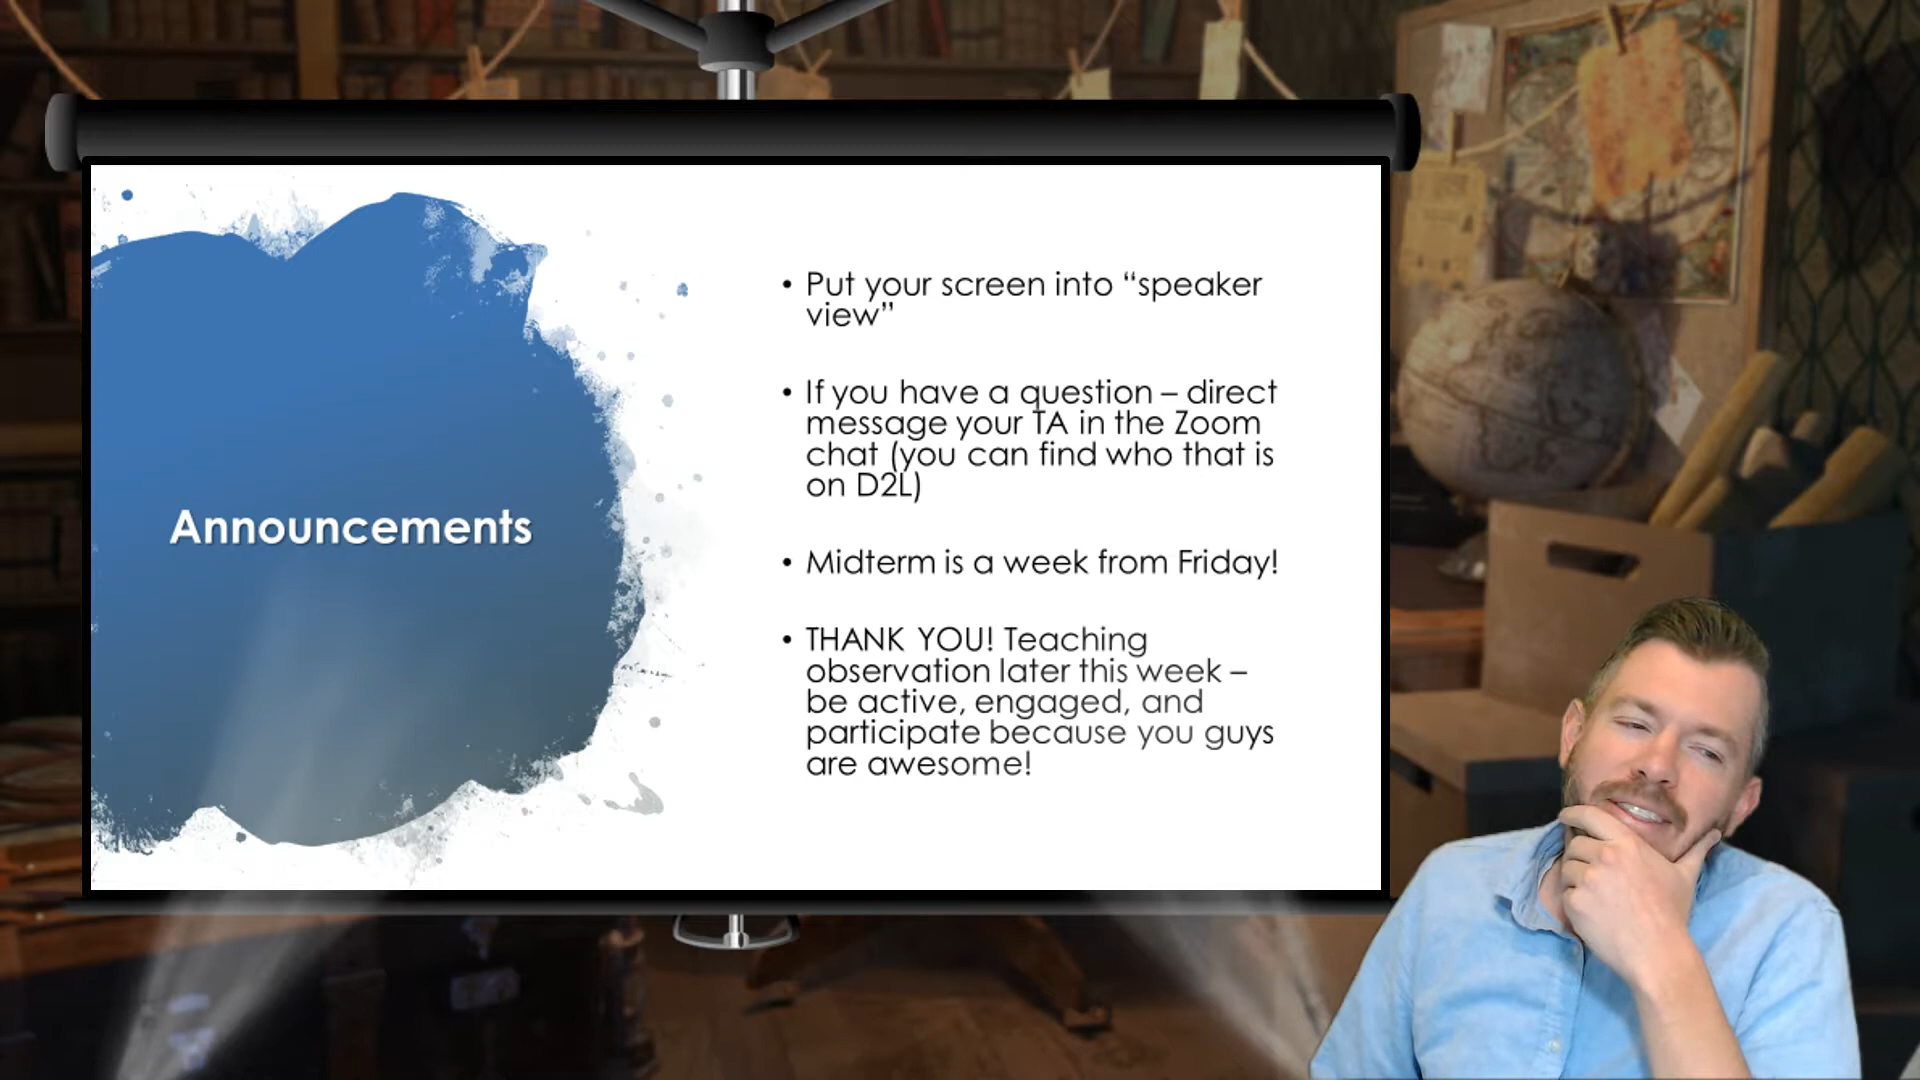 Announcements
• Put your screen into “speaker
view”
• If you have a question – direct
message your TA in the Zoom
chat (you can find who that is
on D2L)
• Midterm is a week from Friday!
• THANK YOU! Teaching
observation later this week –
be active, engaged, and
participate because you guys
are awesome!